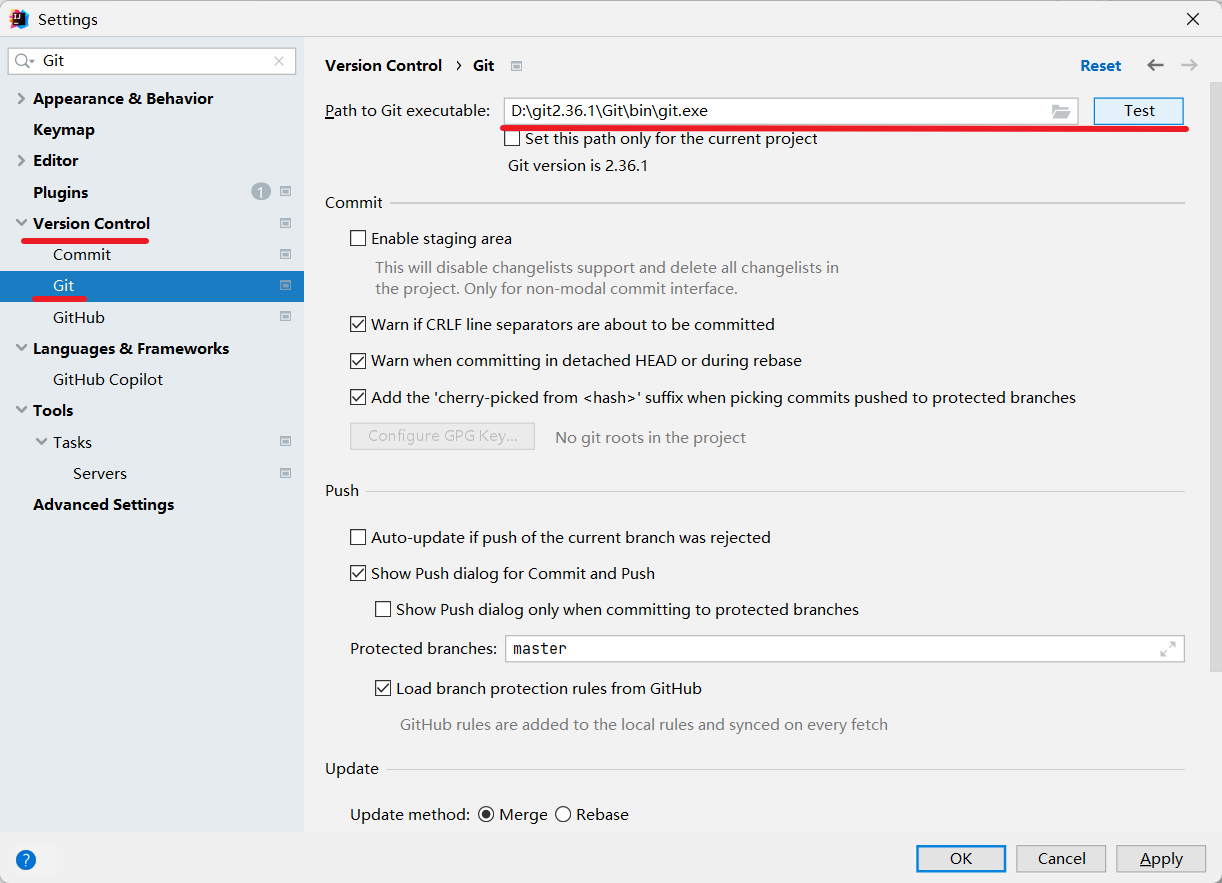 Settings
Git
Appearance & Behavior
Keymap
Editor
Plugins 1
Version Control
Commit
Git
GitHub
Languages & Frameworks
GitHub Copilot
Tools
Tasks
Servers
Advanced Settings
Version Control › Git
Reset
Path to Git executable: D:\git2.36.1\Git\bin\git.exe Test
Set this path only for the current project
Git version is 2.36.1
Commit
Enable staging area
This will disable changelists support and delete all changelists in
the project. Only for non-modal commit interface.
Warn if CRLF line separators are about to be committed
Warn when committing in detached HEAD or during rebase
Add the 'cherry-picked from <hash>' suffix when picking commits pushed to protected branches
Configure GPG Key... No git roots in the project
Push
Auto-update if push of the current branch was rejected
Show Push dialog for Commit and Push
Show Push dialog only when committing to protected branches
Protected branches: master
Load branch protection rules from GitHub
GitHub rules are added to the local rules and synced on every fetch
Update
Update method: Merge Rebase
? OK Cancel Apply